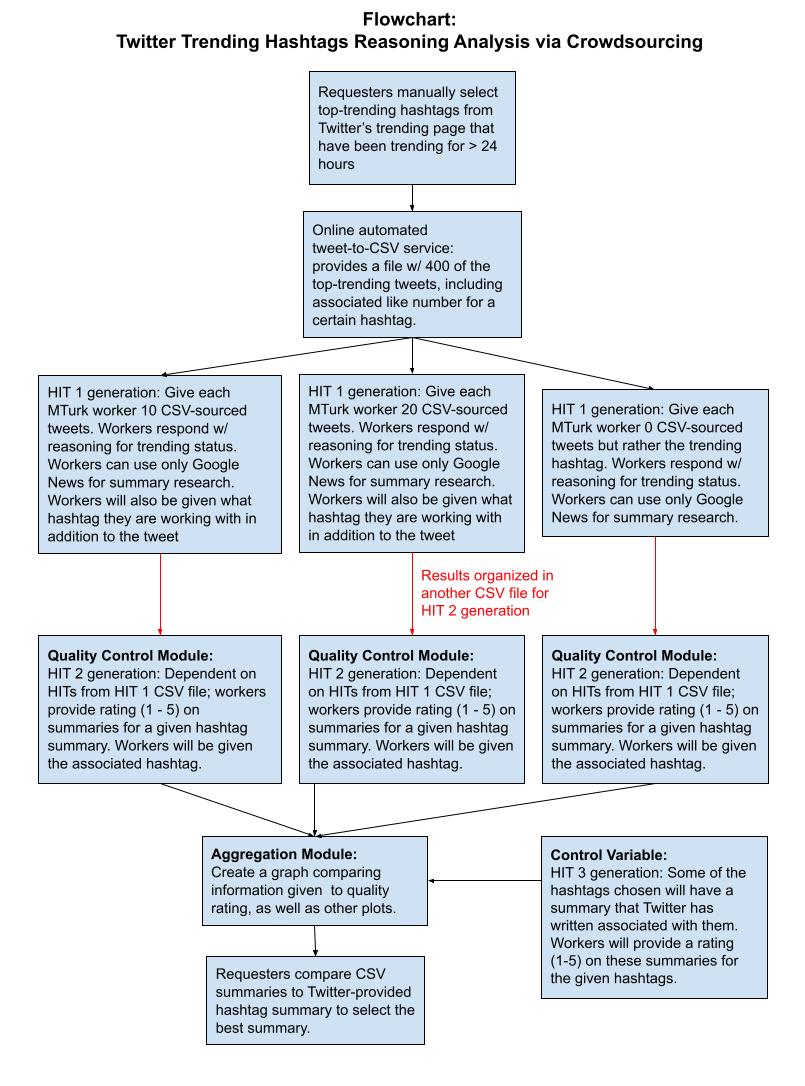 Flowchart:
Twitter Trending Hashtags Reasoning Analysis via Crowdsourcing
Requesters manually select
top-trending hashtags from
Twitter's trending page that
have been trending for > 24
hours
Online automated
tweet-to-CSV service:
provides a file w/ 400 of the
top-trending tweets, including
associated like number for a
certain hashtag.
HIT 1 generation: Give each
MTurk worker 10 CSV-sourced
tweets. Workers respond w/
reasoning for trending status.
Workers can use only Google
News for summary research.
Workers will also be given what
hashtag they are working with in
addition to the tweet
HIT 1 generation: Give each
MTurk worker 20 CSV-sourced
tweets. Workers respond w/
reasoning for trending status.
Workers can use only Google
News for summary research.
Workers will also be given what
hashtag they are working with
in addition to the tweet
HIT 1 generation: Give each
MTurk worker 0 CSV-sourced
tweets but rather the trending
hashtag. Workers respond w/
reasoning for trending status.
Workers can use only Google
News for summary research.
Results organized in
another CSV file for
HIT 2 generation
Quality Control Module:
HIT 2 generation: Dependent on
HITs from HIT 1 CSV file; workers
provide rating (1 - 5) on
summaries for a given hashtag
summary. Workers will be given
the associated hashtag.
Quality Control Module:
HIT 2 generation: Dependent
on HITs from HIT 1 CSV file;
workers provide rating (1 - 5) on
summaries for a given hashtag
summary. Workers will be given
the associated hashtag.
Quality Control Module:
HIT 2 generation: Dependent
on HITs from HIT 1 CSV file;
workers provide rating (1 - 5) on
summaries for a given hashtag
summary. Workers will be given
the associated hashtag.
Aggregation Module:
Create a graph comparing
information given  to quality
rating, as well as other plots.
Control Variable:
HIT 3 generation: Some of the
hashtags chosen will have a
summary that Twitter has
written associated with them.
Workers will provide a rating
(1-5) on these summaries for
the given hashtags.
Requesters compare CSV
summaries to Twitter-provided
hashtag summary to select the
best summary.